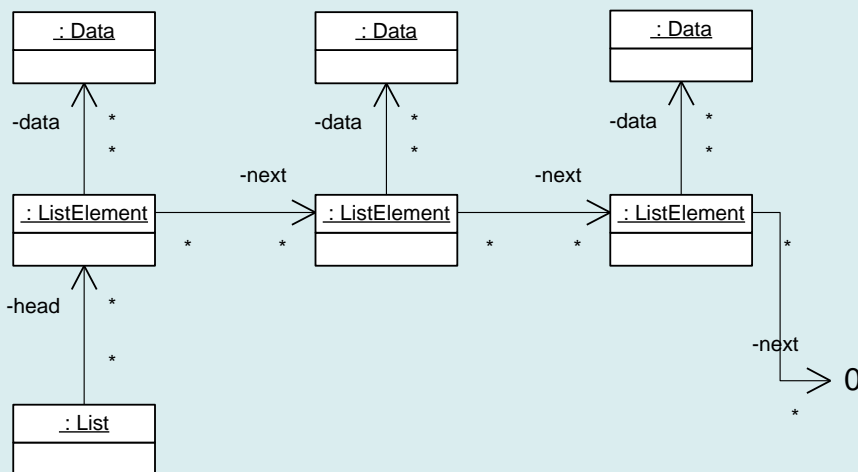 : Data
: Data
: Data
-data
*
-data
*
-data
*
*
*
*
-next
-next
: ListElement
: ListElement
: ListElement
*
*
*
*
*
-head
*
-next
*
0
*
: List